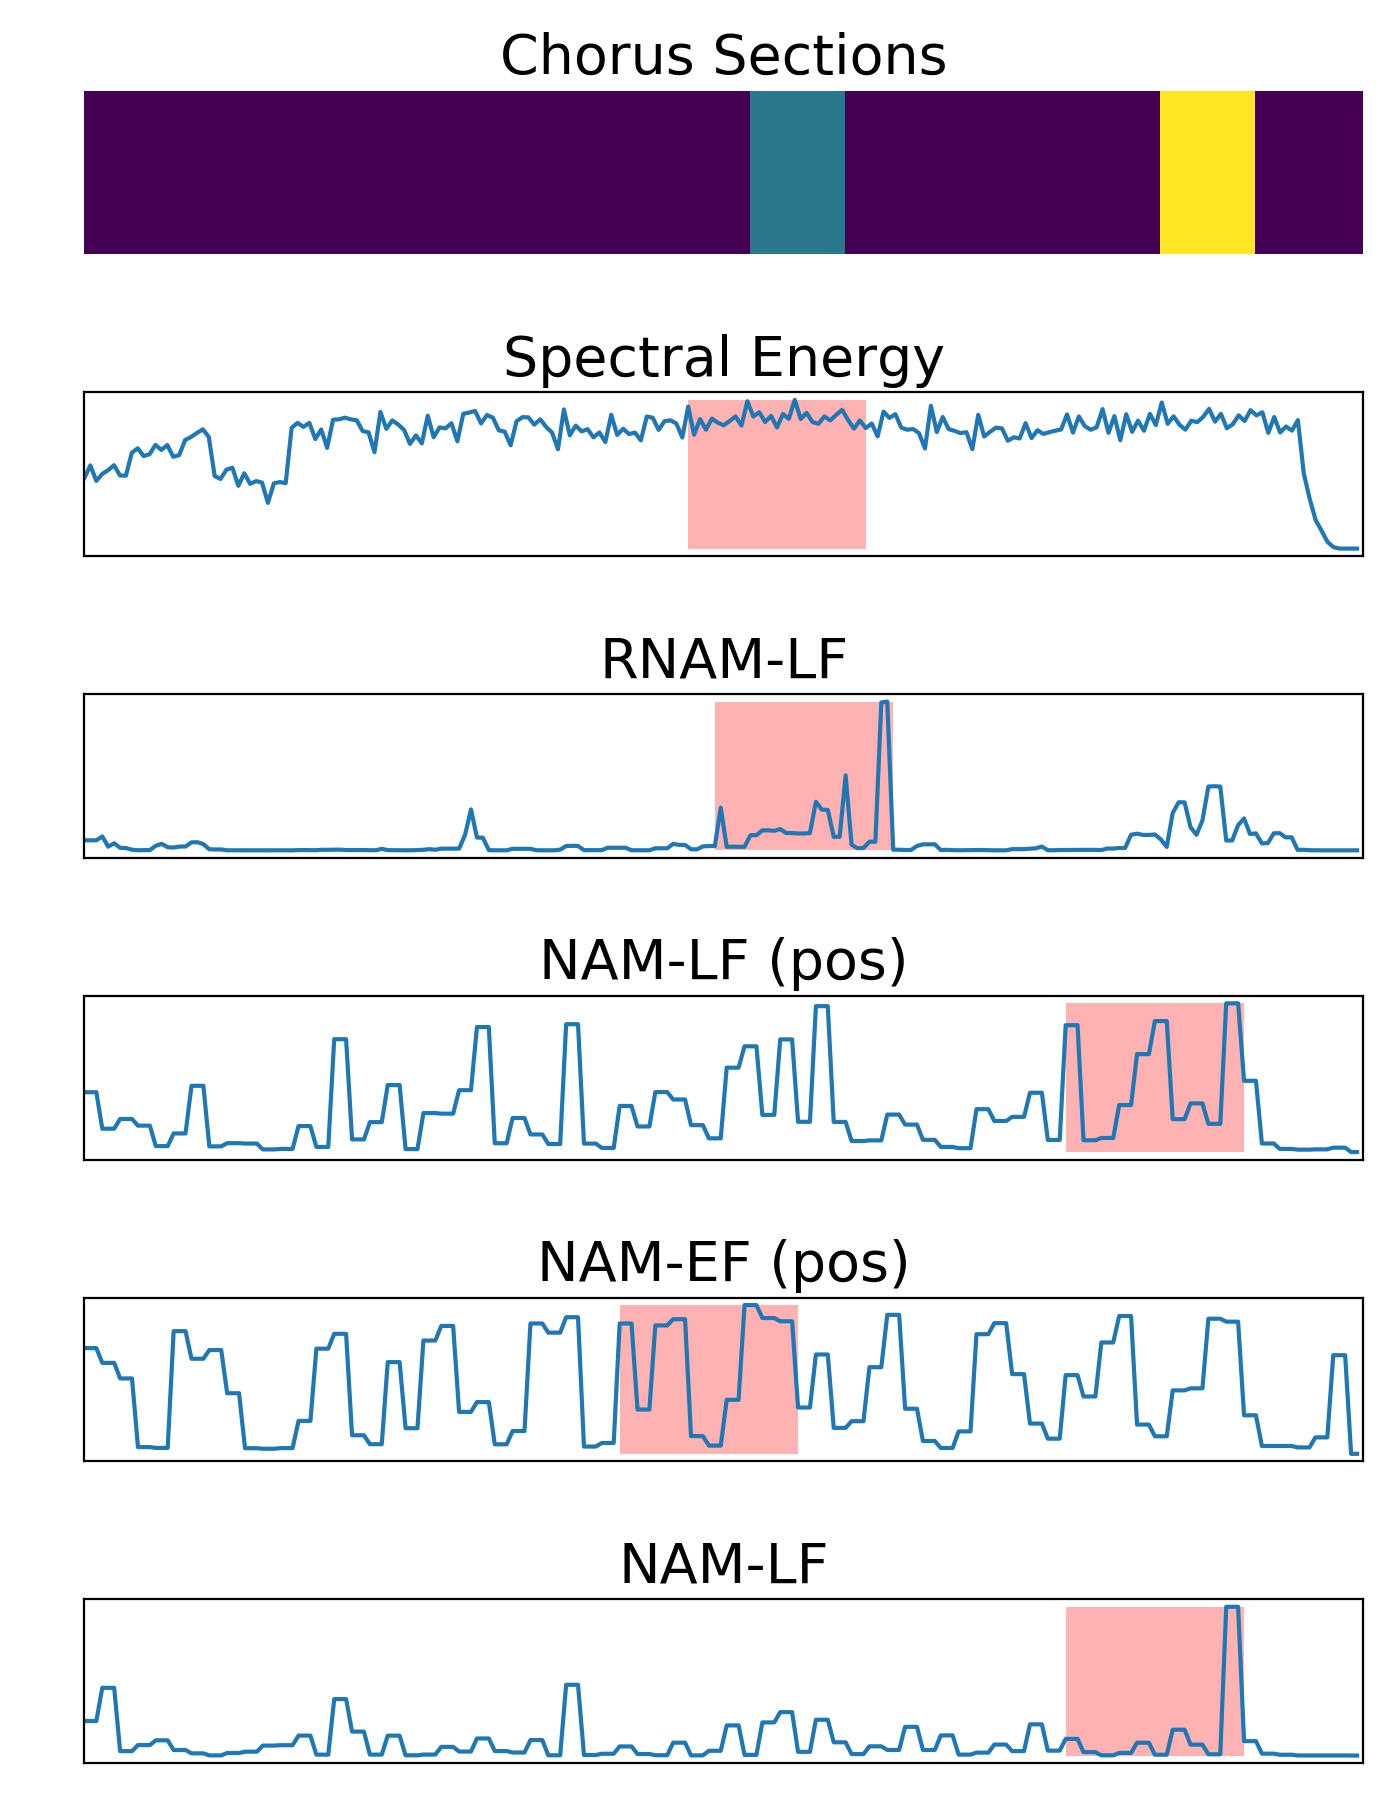 Chorus Sections
Spectral Energy
RNAM-LF
NAM-LF (pos)
NAM-EF (pos)
NAM-LF